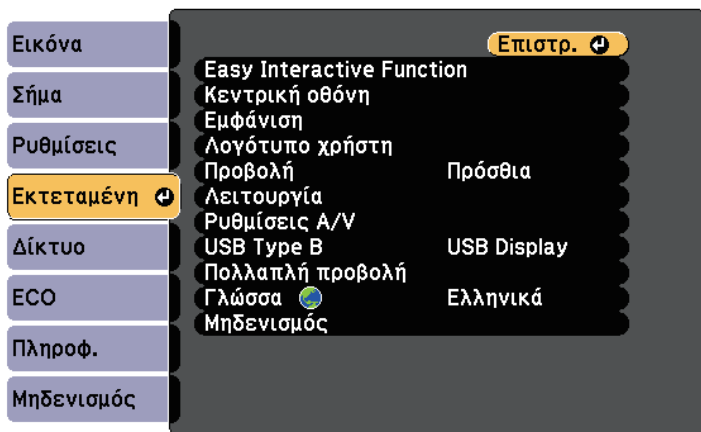 Εικόνα
Σήμα
Ρυθμίσεις
Εκτεταμένη
Δίκτυο
ECO
Πληροφ.
Μηδενισμός
Επιστρ.
Easy Interactive Function
Κεντρική οθόνη
Εμφάνιση
Λογότυπο χρήστη
Προβολή Πρόσθια
Λειτουργία
Ρυθμίσεις A/V
USB Type B USB Display
Πολλαπλή προβολή
Γλώσσα Ελληνικά
Μηδενισμός